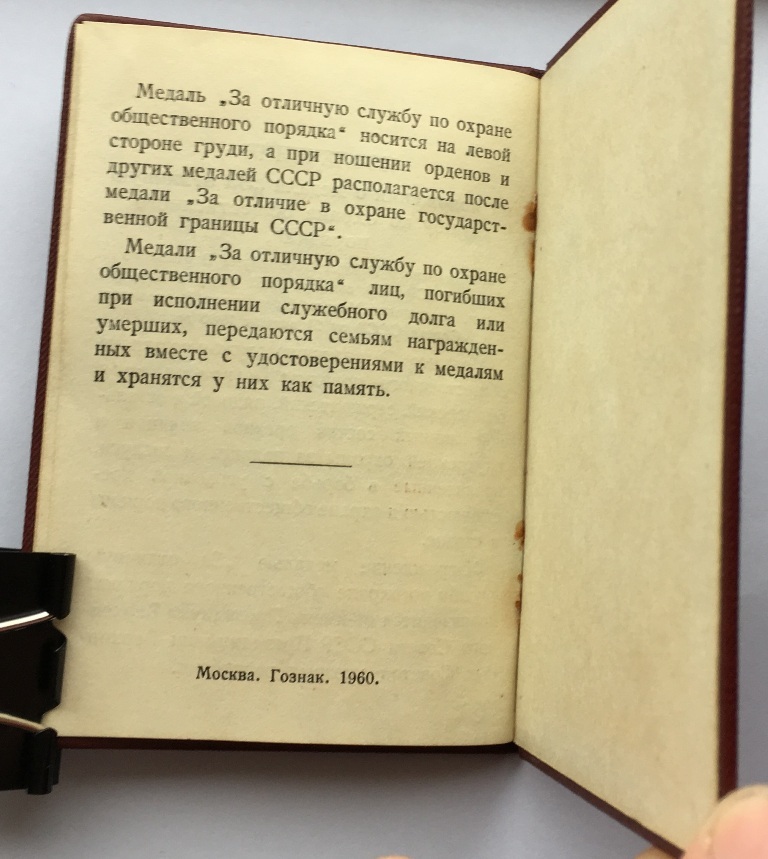 Медаль „За отличную службу по охране
общественного порядка“ носится на левой
стороне груди, а при ношении орденов и
других медалей СССР располагается после
медали „За отличие в охране государст-
венной границы СССР“.
Медали „За отличную службу по охране
общественного порядка“ лиц, погибших
при исполнении служебного долга или
умерших, передаются семьям награжден-
ных вместе с удостоверениями к медалям
и хранятся у них как память.
Москва. Гознак. 1960.